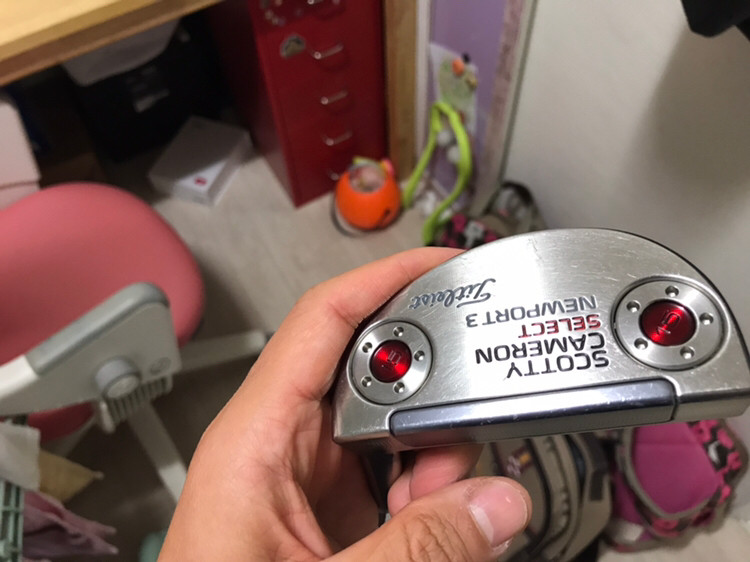 SCOTTY
CAMERON
SELECT
NEWPORT 3
Titleist